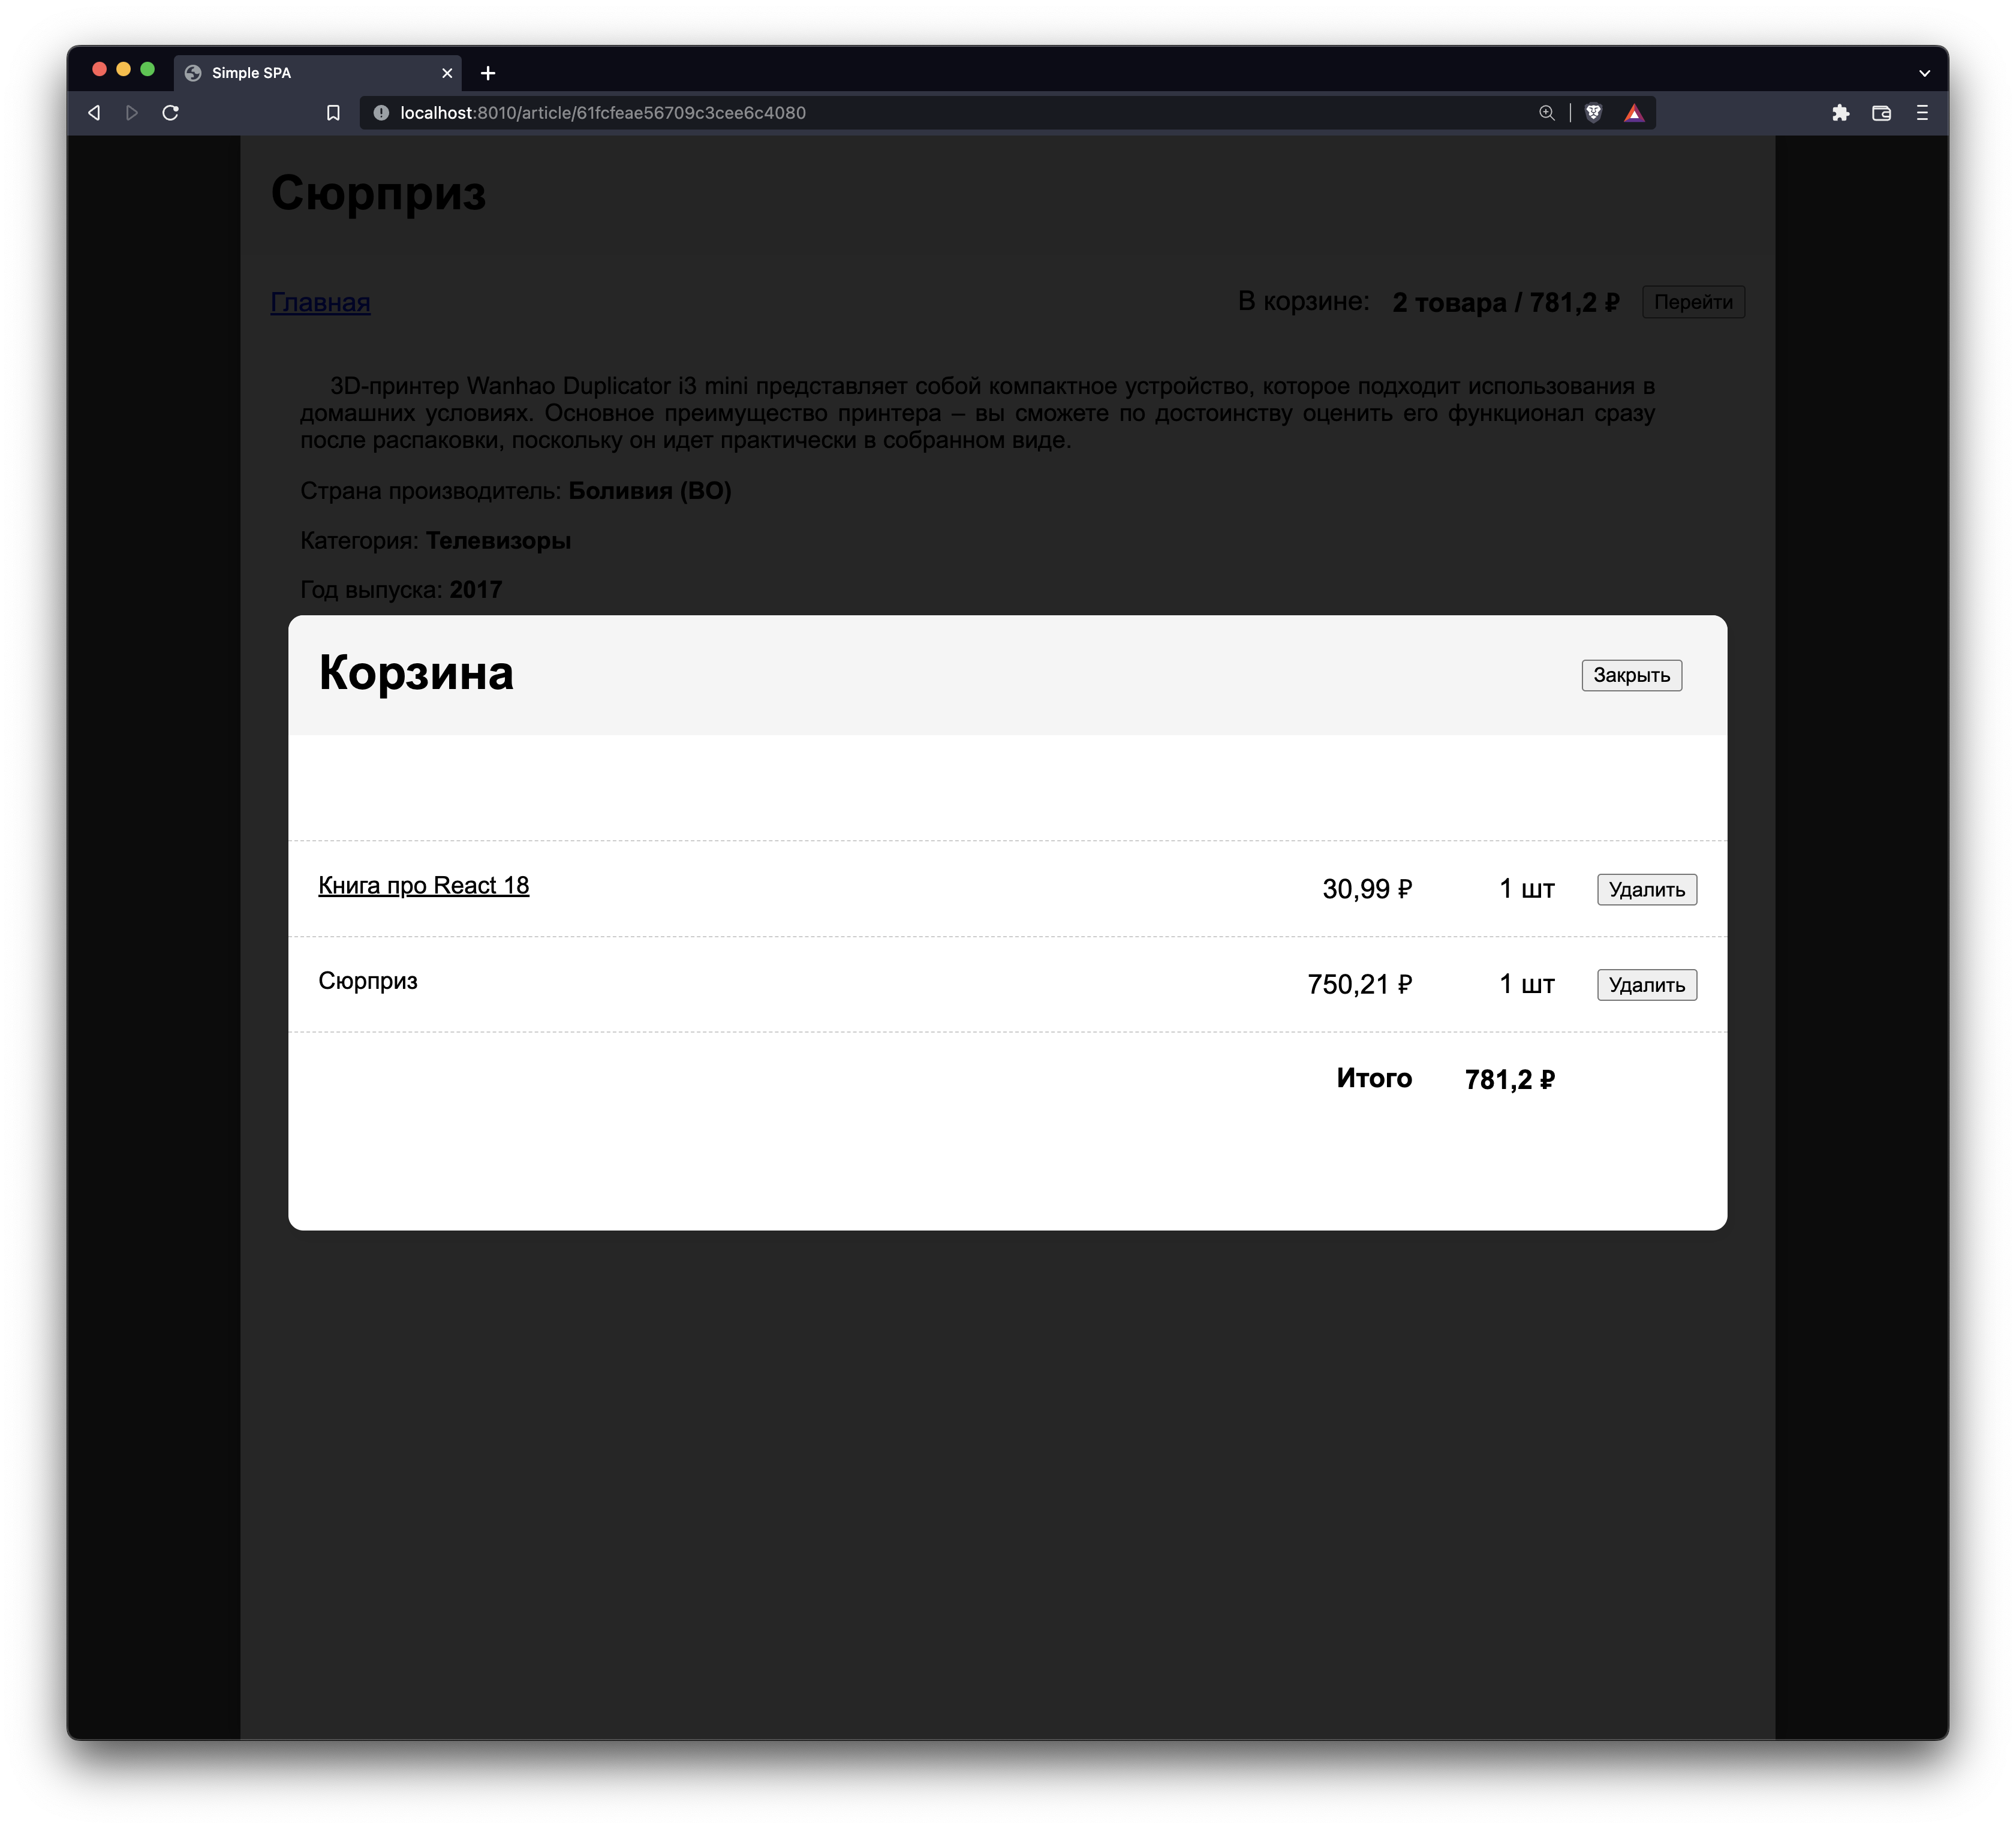 Simple SPA
localhost:8010/article/61fcfeae56709c3cee6c4080
Сюрприз
Главная В корзине: 2 товара / 781,2 ₽ Перейти
3D-принтер Wanhao Duplicator i3 mini представляет собой компактное устройство, которое подходит использования в
домашних условиях. Основное преимущество принтера – вы сможете по достоинству оценить его функционал сразу
после распаковки, поскольку он идет практически в собранном виде.
Страна производитель: Боливия (BO)
Категория: Телевизоры
Год выпуска: 2017
Корзина Закрыть
Книга про React 18 30,99 ₽ 1 шт Удалить
Сюрприз 750,21 ₽ 1 шт Удалить
Итого 781,2 ₽